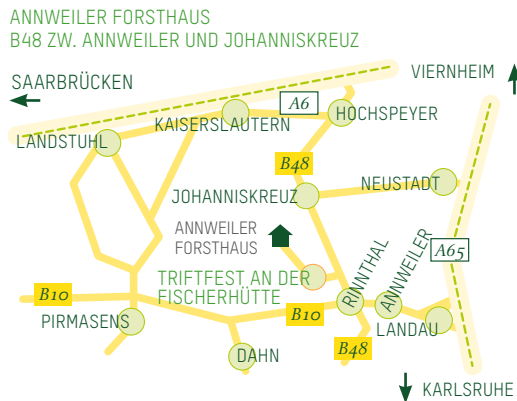 ANNWEILER FORSTHAUS
B48 ZW. ANNWEILER UND JOHANNISKREUZ
VIERNHEIM
SAARBRÜCKEN
A6
HOCHSPEYER
KAISERSLAUTERN
LANDSTUHL
B48
NEUSTADT
JOHANNISKREUZ
ANNWEILER
FORSTHAUS
A65
ANNWEILER
RINNTHAL
TRIFTFEST AN DER
FISCHERHÜTTE
B10
B10
PIRMASENS
LANDAU
B48
DAHN
KARLSRUHE